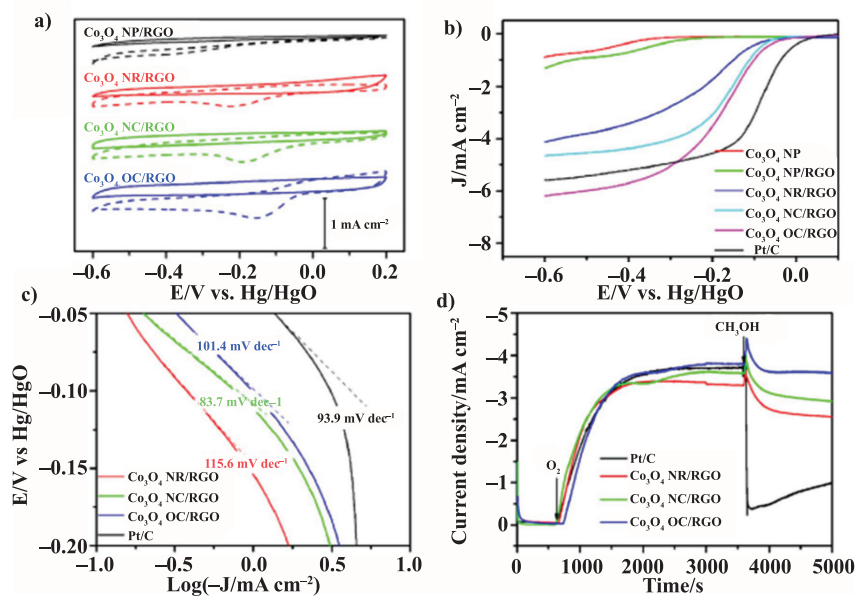 a)
Co₃O₄ NP/RGO
Co₃O₄ NR/RGO
Co₃O₄ NC/RGO
Co₃O₄ OC/RGO
1 mA cm⁻²
−0.6 −0.4 −0.2 0.0 0.2
E/V vs. Hg/HgO
b)
J/mA cm⁻²
0
−2
−4
−6
−8
Co₃O₄ NP
Co₃O₄ NP/RGO
Co₃O₄ NR/RGO
Co₃O₄ NC/RGO
Co₃O₄ OC/RGO
Pt/C
−0.6 −0.4 −0.2 0.0
E/V vs. Hg/HgO
c)
E/V vs Hg/HgO
−0.05
−0.10
−0.15
−0.20
101.4 mV dec⁻¹
83.7 mV dec−1
93.9 mV dec⁻¹
115.6 mV dec⁻¹
Co₃O₄ NR/RGO
Co₃O₄ NC/RGO
Co₃O₄ OC/RGO
Pt/C
−1.0 −0.5 0.0 0.5 1.0
Log(−J/mA cm⁻²)
d)
Current density/mA cm⁻²
−5
−4
−3
−2
−1
−0
CH₃OH
O₂
Pt/C
Co₃O₄ NR/RGO
Co₃O₄ NC/RGO
Co₃O₄ OC/RGO
0 1000 2000 3000 4000 5000
Time/s